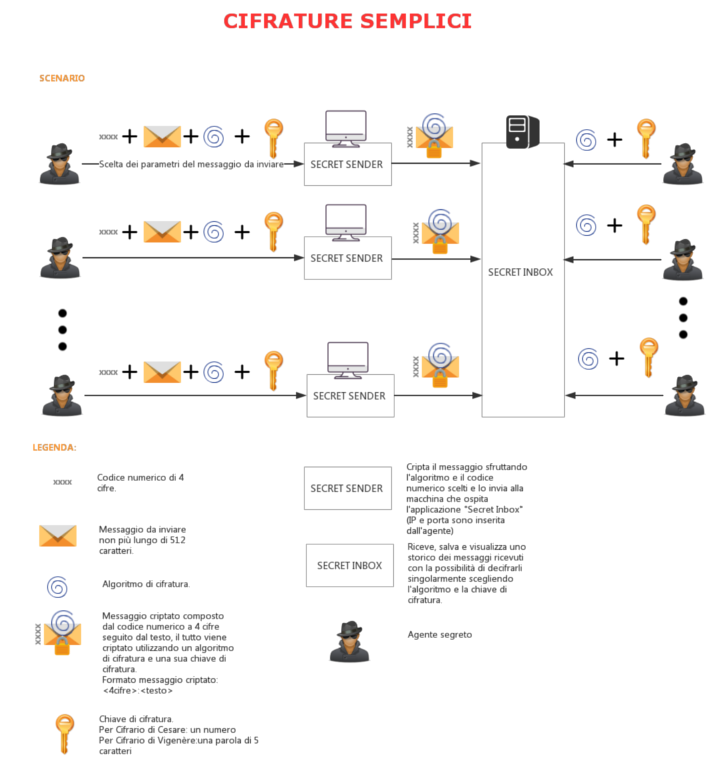 CIFRATURE SEMPLICI
SCENARIO
xxxx
Scelta dei parametri del messaggio da inviare
SECRET SENDER
xxxx
xxxx
SECRET SENDER
xxxx
SECRET INBOX
xxxx
SECRET SENDER
xxxx
LEGENDA:
xxxx
Codice numerico di 4
cifre.
Messaggio da inviare
non più lungo di 512
caratteri.
Algoritmo di cifratura.
xxxx
Messaggio criptato composto
dal codice numerico a 4 cifre
seguito dal testo, il tutto viene
criptato utilizzando un algoritmo
di cifratura e una sua chiave di
cifratura.
Formato messaggio criptato:
<4cifre>:<testo>
Chiave di cifratura.
Per Cifrario di Cesare: un numero
Per Cifrario di Vigenère:una parola di 5
caratteri
SECRET SENDER
Cripta il messaggio sfruttando
l'algoritmo e il codice
numerico scelti e lo invia alla
macchina che ospita
l'applicazione "Secret Inbox"
(IP e porta sono inserita
dall'agente)
SECRET INBOX
Riceve, salva e visualizza uno
storico dei messaggi ricevuti
con la possibilità di decifrarli
singolarmente scegliendo
l'algoritmo e la chiave di
cifratura.
Agente segreto